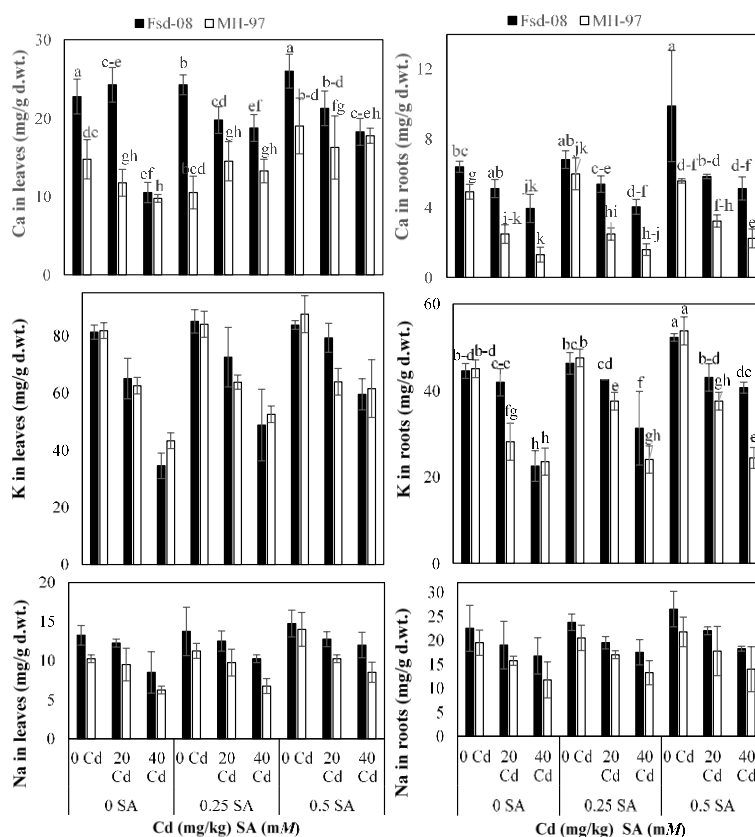 Fsd-08 MH-97
Ca in leaves (mg/g d.wt.)
30
20
10
0
a
dc
c-e
gh
ef
h
b
bcd
cd
gh
ef
gh
a
b-d
b-d
fg
c-e
h
Fsd-08 MH-97
Ca in roots (mg/g d.wt.)
12
8
4
0
bc
g
ab
j-k
jk
k
ab
jk
c-e
hi
d-f
h-j
a
d-f
b-d
f-h
d-f
e
K in leaves (mg/g d.wt.)
80
60
40
20
0
K in roots (mg/g d.wt.)
60
40
20
0
b-d
b-d
c-e
fg
h
h
bc
b
cd
e
f
gh
a
a
b-d
gh
dc
e
Na in leaves (mg/g d.wt.)
20
15
10
5
0
0 Cd 20 Cd 40 Cd 0 Cd 20 Cd 40 Cd 0 Cd 20 Cd 40 Cd
0 SA 0.25 SA 0.5 SA
Cd (mg/kg) SA (mM)
Na in roots (mg/g d.wt.)
30
25
20
15
10
5
0
0 Cd 20 Cd 40 Cd 0 Cd 20 Cd 40 Cd 0 Cd 20 Cd 40 Cd
0 SA 0.25 SA 0.5 SA
Cd (mg/kg) SA (mM)